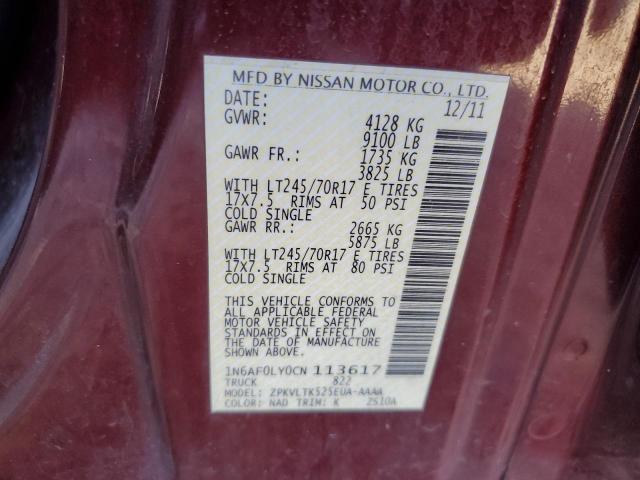 MFD BY NISSAN MOTOR CO., LTD.
DATE: 12/11
GVWR: 4128 KG
9100 LB
GAWR FR.: 1735 KG
3825 LB
WITH LT245/70R17 E TIRES
17X7.5 RIMS AT 50 PSI
COLD SINGLE
GAWR RR.: 2665 KG
5875 LB
WITH LT245/70R17 E TIRES
17X7.5 RIMS AT 80 PSI
COLD SINGLE
THIS VEHICLE CONFORMS TO
ALL APPLICABLE FEDERAL
MOTOR VEHICLE SAFETY
STANDARDS IN EFFECT ON
THE DATE OF MANUFACTURE
SHOWN ABOVE.
1N6AF0LY0CN 113617
TRUCK 822
MODEL: ZPKVLTK525EUA-AAAA
COLOR: NAD TRIM: K 2S10A